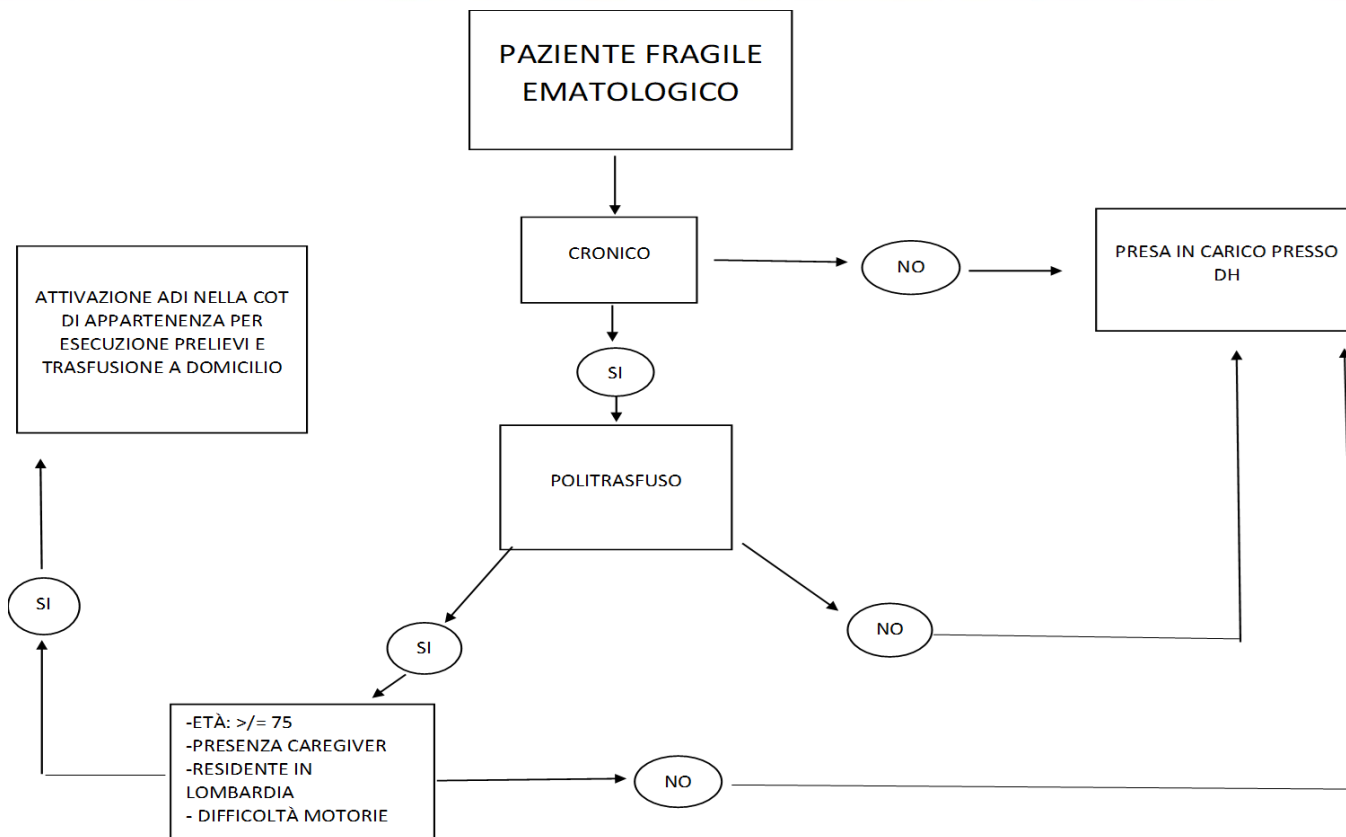 PAZIENTE FRAGILE
EMATOLOGICO
CRONICO
NO
PRESA IN CARICO PRESSO
DH
ATTIVAZIONE ADI NELLA COT
DI APPARTENENZA PER
ESECUZIONE PRELIEVI E
TRASFUSIONE A DOMICILIO
SI
POLITRASFUSO
SI
SI
NO
-ETÀ: >/= 75
-PRESENZA CAREGIVER
-RESIDENTE IN
LOMBARDIA
- DIFFICOLTÀ MOTORIE
NO